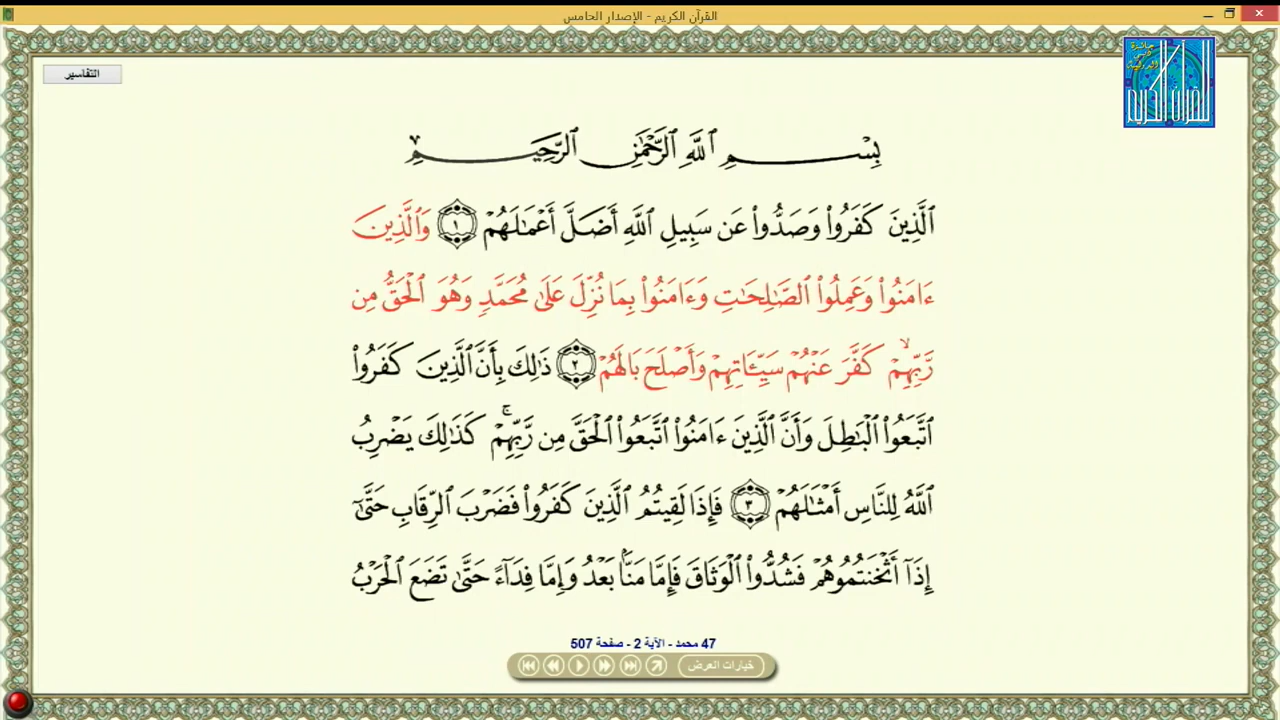 القرآن الكريم - الإصدار الخامس
التفاسير
للقرآن الكريم
بِسْمِ ٱللَّهِ ٱلرَّحْمَٰنِ ٱلرَّحِيمِ
ٱلَّذِينَ كَفَرُوا۟ وَصَدُّوا۟ عَن سَبِيلِ ٱللَّهِ أَضَلَّ أَعْمَٰلَهُمْ ١ وَٱلَّذِينَ
ءَامَنُوا۟ وَعَمِلُوا۟ ٱلصَّٰلِحَٰتِ وَءَامَنُوا۟ بِمَا نُزِّلَ عَلَىٰ مُحَمَّدٍ وَهُوَ ٱلْحَقُّ مِن
رَّبِّهِمْ ۙ كَفَّرَ عَنْهُمْ سَيِّـَٔاتِهِمْ وَأَصْلَحَ بَالَهُمْ ٢ ذَٰلِكَ بِأَنَّ ٱلَّذِينَ كَفَرُوا۟
ٱتَّبَعُوا۟ ٱلْبَٰطِلَ وَأَنَّ ٱلَّذِينَ ءَامَنُوا۟ ٱتَّبَعُوا۟ ٱلْحَقَّ مِن رَّبِّهِمْ ۚ كَذَٰلِكَ يَضْرِبُ
ٱللَّهُ لِلنَّاسِ أَمْثَٰلَهُمْ ٣ فَإِذَا لَقِيتُمُ ٱلَّذِينَ كَفَرُوا۟ فَضَرْبَ ٱلرِّقَابِ حَتَّىٰٓ
إِذَآ أَثْخَنتُمُوهُمْ فَشُدُّوا۟ ٱلْوَثَاقَ فَإِمَّا مَنًّۢا بَعْدُ وَإِمَّا فِدَآءً حَتَّىٰ تَضَعَ ٱلْحَرْبُ
47 محمد - الآية 2 - صفحة 507
خيارات العرض